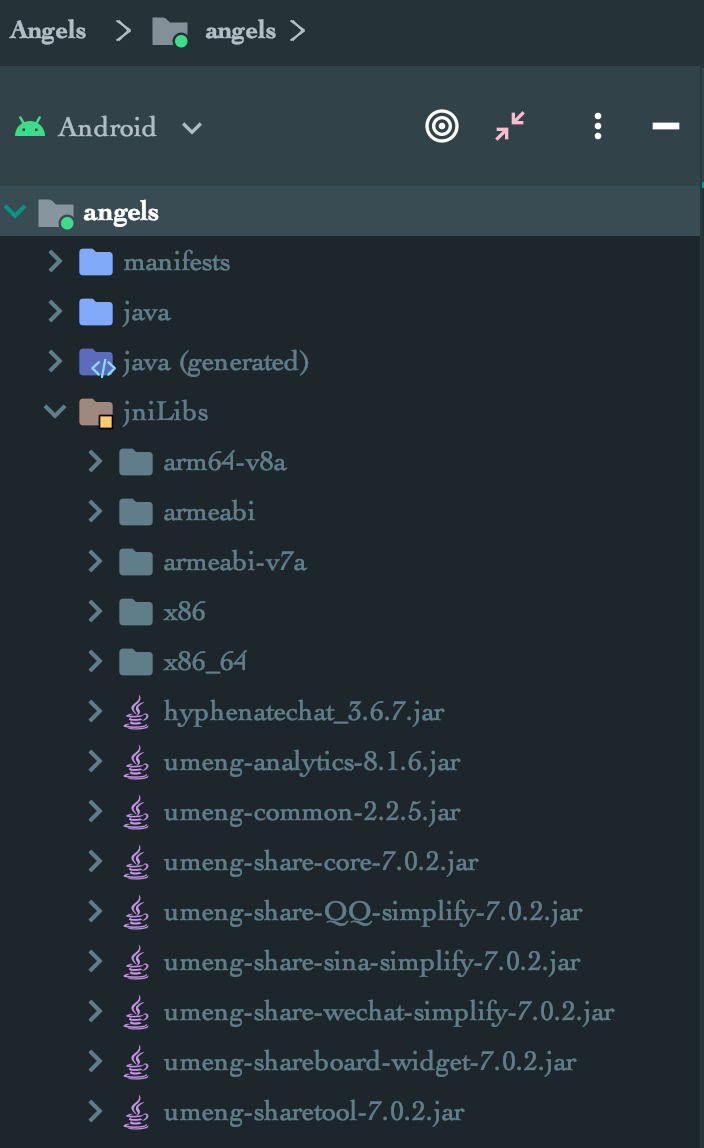 Angels > angels >
Android
angels
manifests
java
java (generated)
jniLibs
arm64-v8a
armeabi
armeabi-v7a
x86
x86_64
hyphenatechat_3.6.7.jar
umeng-analytics-8.1.6.jar
umeng-common-2.2.5.jar
umeng-share-core-7.0.2.jar
umeng-share-QQ-simplify-7.0.2.jar
umeng-share-sina-simplify-7.0.2.jar
umeng-share-wechat-simplify-7.0.2.jar
umeng-shareboard-widget-7.0.2.jar
umeng-sharetool-7.0.2.jar